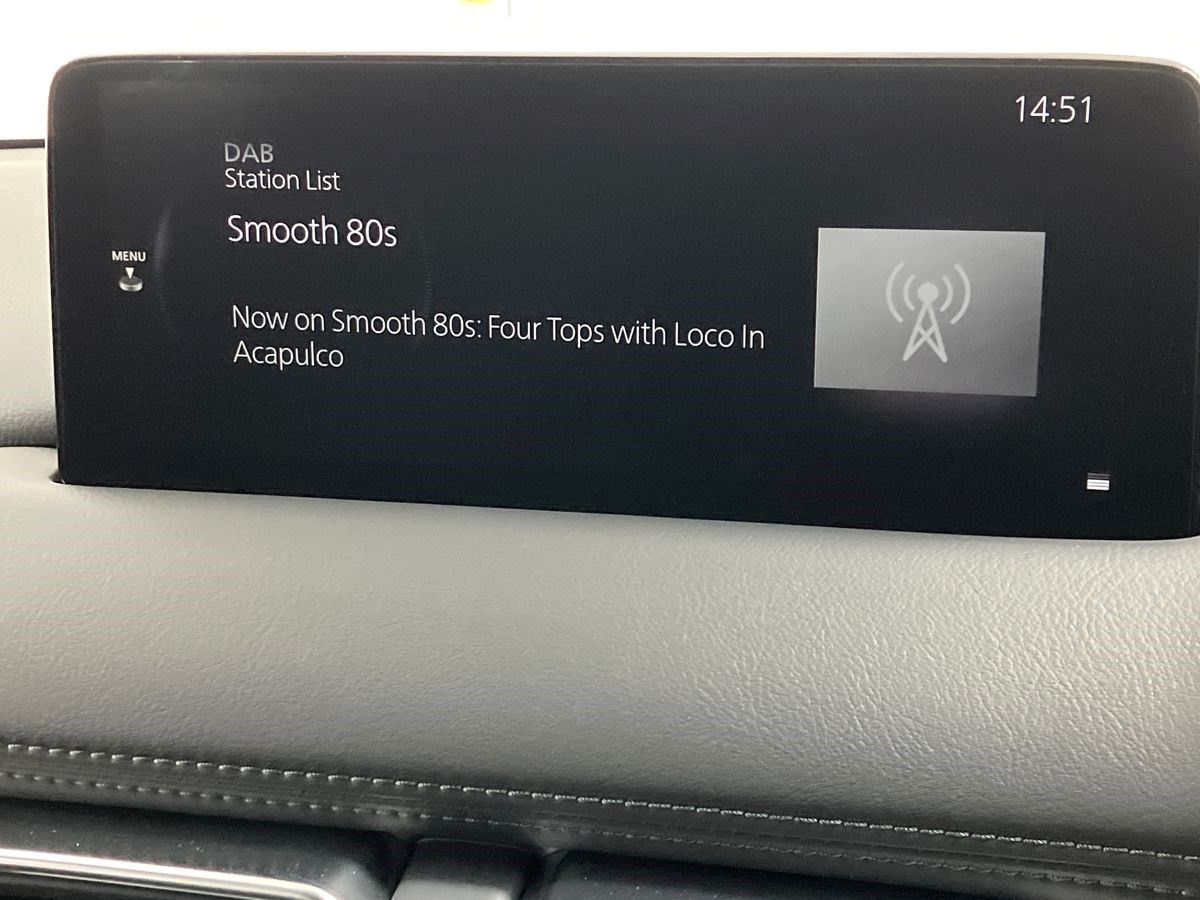 14:51
DAB
Station List
Smooth 80s
MENU
Now on Smooth 80s: Four Tops with Loco In
Acapulco